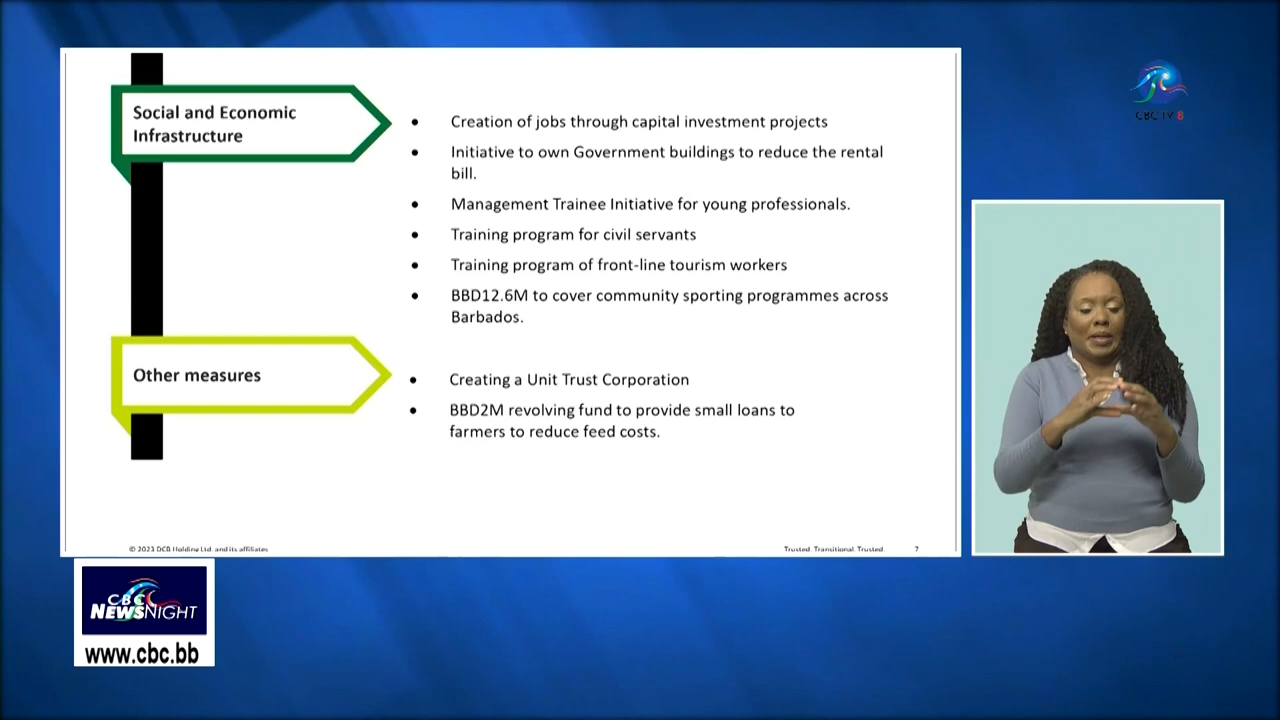 CBC TV 8
Social and Economic
Infrastructure
• Creation of jobs through capital investment projects
• Initiative to own Government buildings to reduce the rental
bill.
• Management Trainee Initiative for young professionals.
• Training program for civil servants
• Training program of front-line tourism workers
• BBD12.6M to cover community sporting programmes across
Barbados.
Other measures
• Creating a Unit Trust Corporation
• BBD2M revolving fund to provide small loans to
farmers to reduce feed costs.
© 2023 DCB Holding Ltd. and its affiliates
Trusted. Transitional. Trusted.
7
CBC
NEWSNIGHT
www.cbc.bb